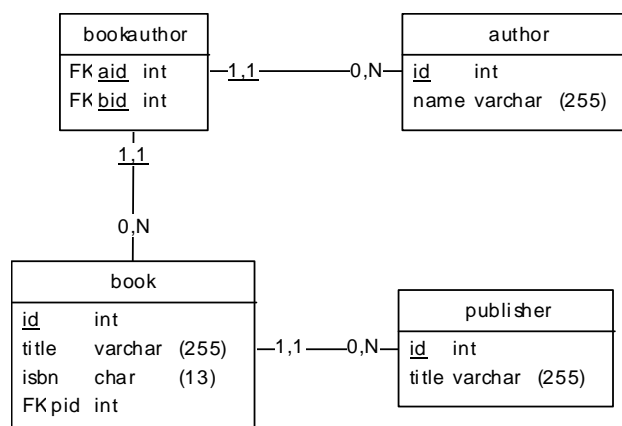 bookauthor
FK aid int
FK bid int
author
id int
name varchar (255)
1,1
0,N
1,1
0,N
book
id int
title varchar (255)
isbn char (13)
FK pid int
1,1
0,N
publisher
id int
title varchar (255)